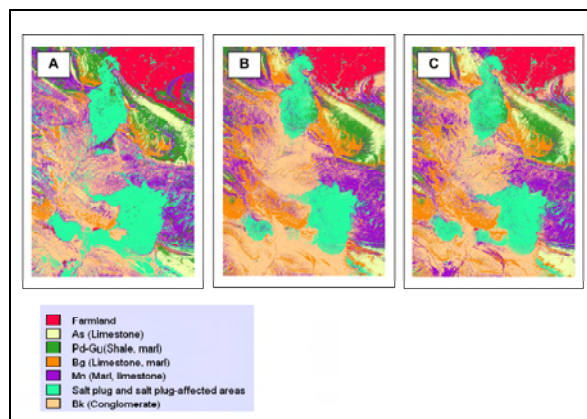 A
B
C
Farmland
As (Limestone)
Pd-Gu(Shale, marl)
Bg (Limestone, marl)
Mn (Marl, limestone)
Salt plug and salt plug-affected areas
Bk (Conglomerate)